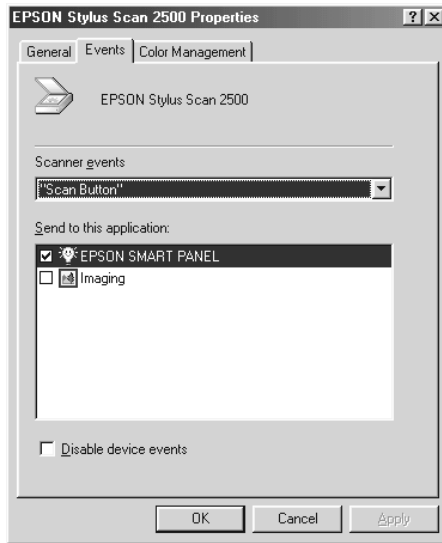 EPSON Stylus Scan 2500 Properties
General Events Color Management
EPSON Stylus Scan 2500
Scanner events
"Scan Button"
Send to this application:
EPSON SMART PANEL
Imaging
Disable device events
OK Cancel Apply